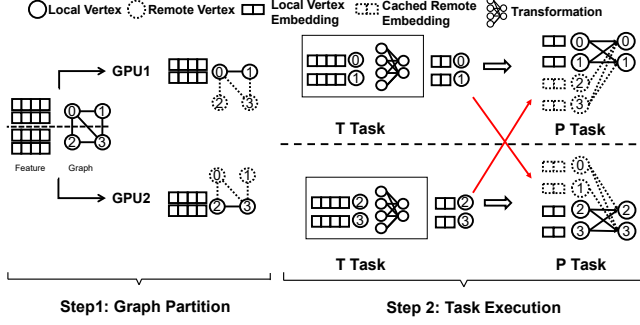 Local Vertex
Remote Vertex
Local Vertex Embedding
Cached Remote Embedding
Transformation
GPU1
0 1
2 3
0 1
2 3
Feature
Graph
GPU2
0 1
2 3
Step1: Graph Partition
0
1
T Task
0
1
0
1
2
3
0
1
P Task
2
3
T Task
2
3
0
1
2
3
2
3
P Task
Step 2: Task Execution